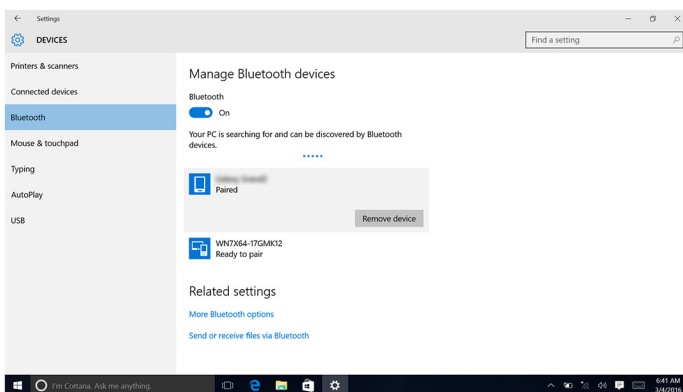 Settings
DEVICES
Find a setting
Printers & scanners
Connected devices
Bluetooth
Mouse & touchpad
Typing
AutoPlay
USB
Manage Bluetooth devices
Bluetooth
On
Your PC is searching for and can be discovered by Bluetooth
devices.
Paired
Remove device
WN7X64-17GMK12
Ready to pair
Related settings
More Bluetooth options
Send or receive files via Bluetooth
I'm Cortana. Ask me anything.
6:41 AM
3/4/2016